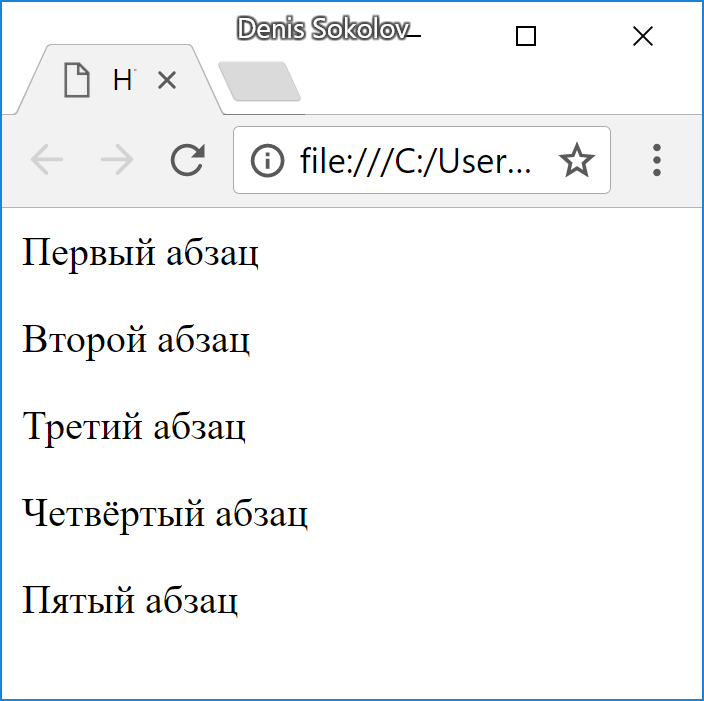 Denis Sokolov
H
file:///C:/User...
Первый абзац
Второй абзац
Третий абзац
Четвёртый абзац
Пятый абзац